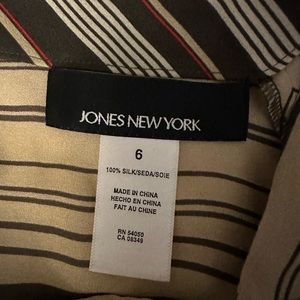 JONES NEW YORK
6
100% SILK/SEDA/SOIE
MADE IN CHINA
HECHO EN CHINA
FAIT AU CHINE
RN 54050
CA 08349